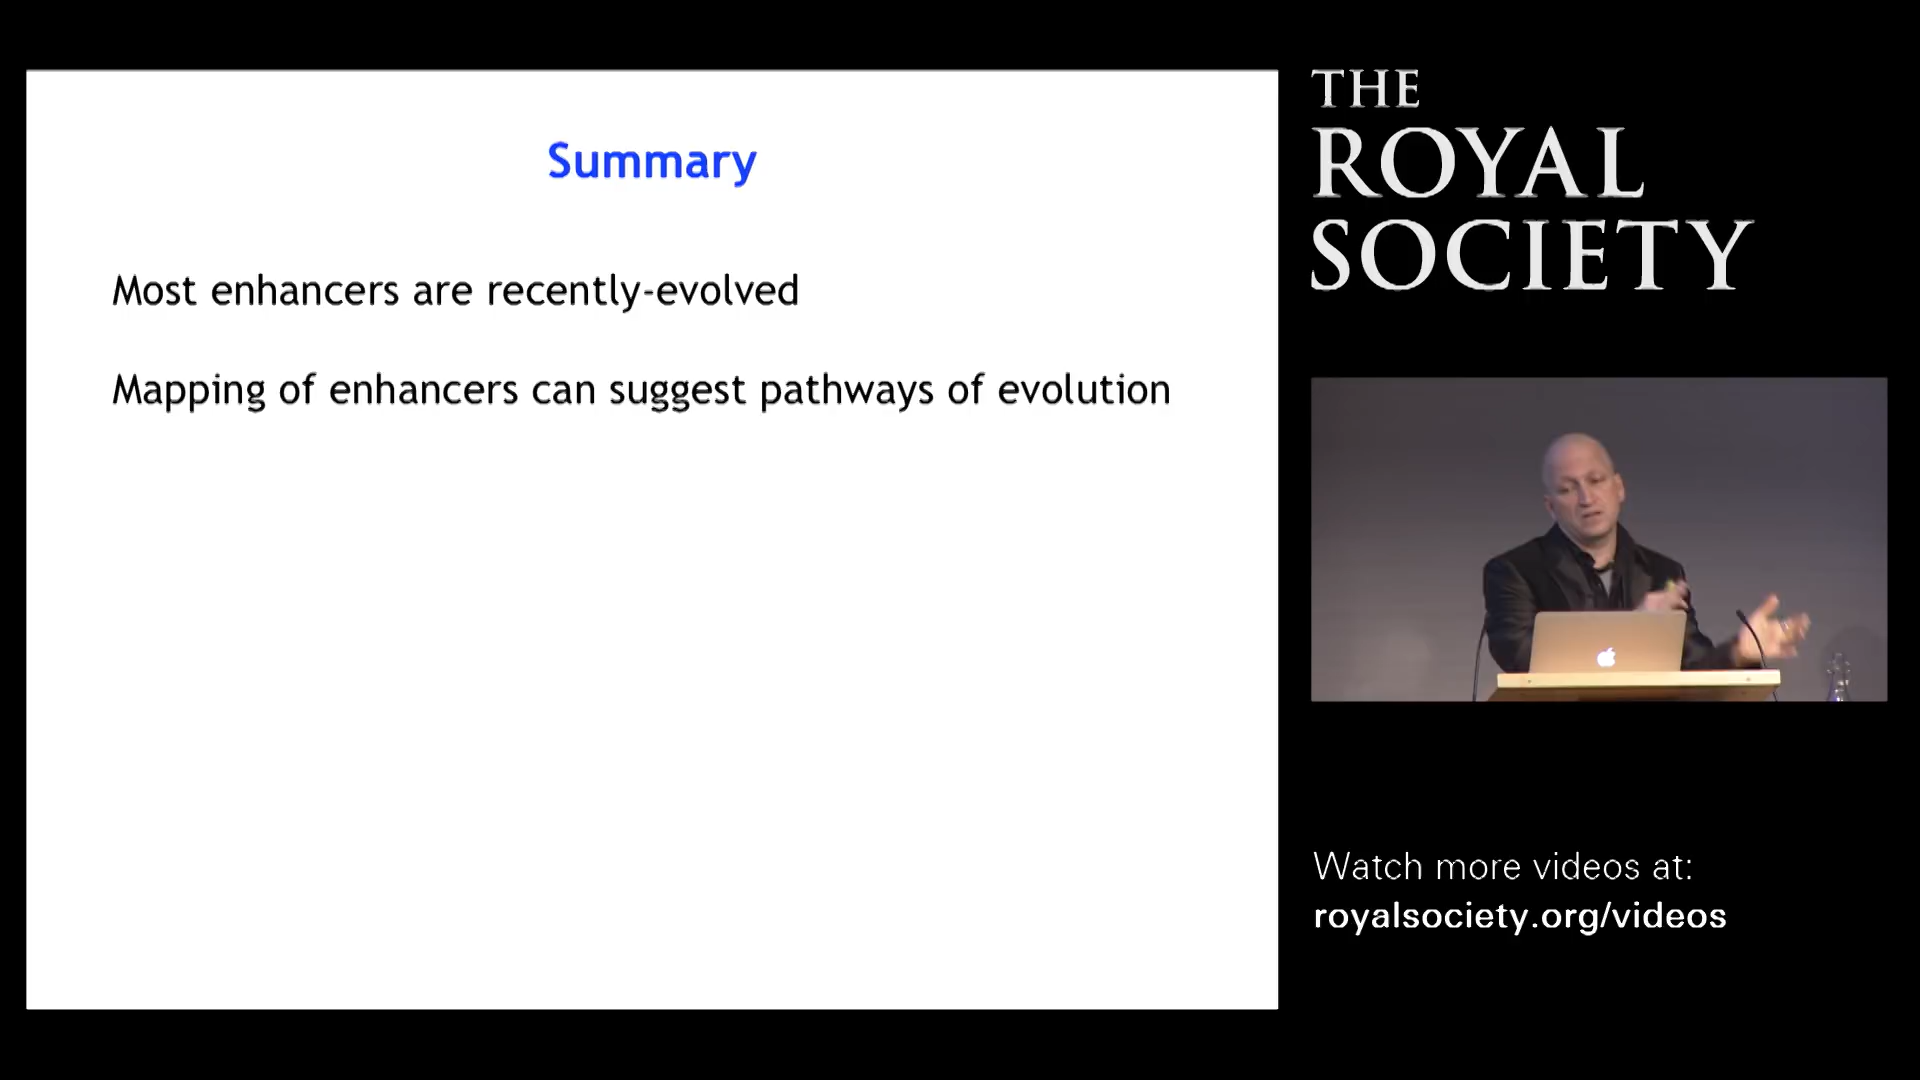 Summary
Most enhancers are recently-evolved
Mapping of enhancers can suggest pathways of evolution
THE
ROYAL
SOCIETY
Watch more videos at:
royalsociety.org/videos